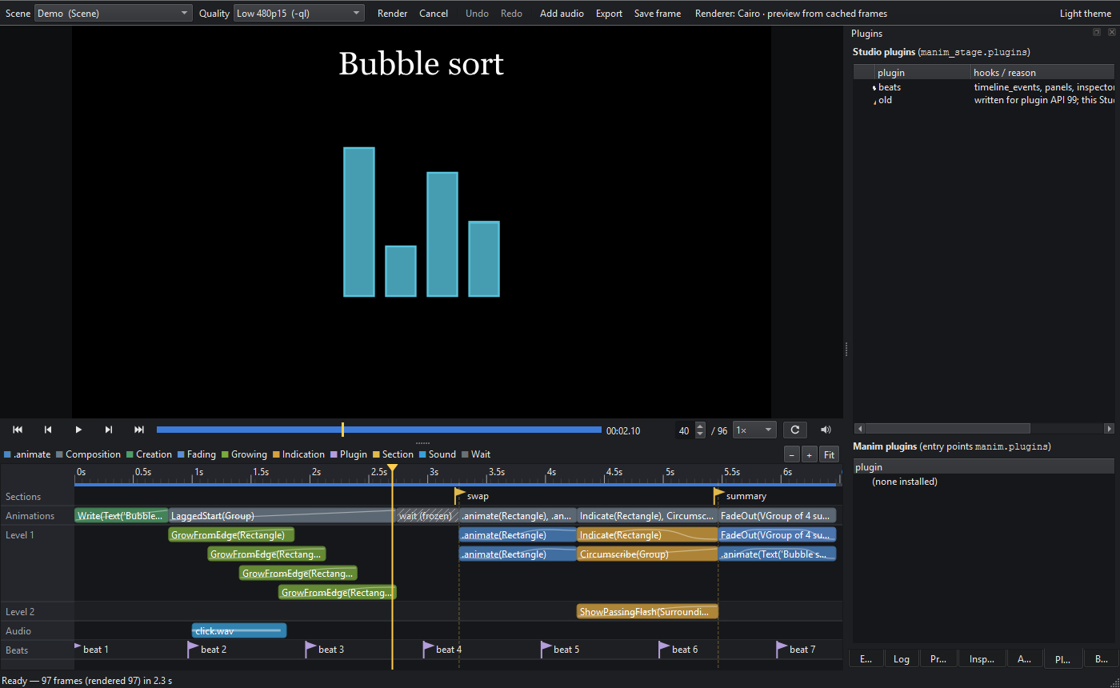 Scene Demo (Scene) Quality Low 480p15 (-ql) Render Cancel Undo Redo Add audio Export Save frame Renderer: Cairo · preview from cached frames Light theme
Bubble sort
Plugins
Studio plugins (manim_stage.plugins)
plugin hooks / reason
beats timeline_events, panels, inspector
old written for plugin API 99; this Stu
00:02.10 40 / 96 1×
.animate Composition Creation Fading Growing Indication Plugin Section Sound Wait − + Fit
0s 0.5s 1s 1.5s 2s 2.5s 3s 3.5s 4s 4.5s 5s 5.5s 6s
Sections swap summary
Animations Write(Text('Bubble... LaggedStart(Group) wait (frozen) .animate(Rectangle), .an... Indicate(Rectangle), Circumsc... FadeOut(VGroup of 4 su...
Level 1 GrowFromEdge(Rectangle) .animate(Rectangle) Indicate(Rectangle) FadeOut(VGroup of 4 su...
GrowFromEdge(Rectang... .animate(Rectangle) Circumscribe(Group) .animate(Text('Bubble's...
GrowFromEdge(Rectang...
GrowFromEdge(Rectang...
Level 2 ShowPassingFlash(Surroundi...
Audio click.wav
Beats beat 1 beat 2 beat 3 beat 4 beat 5 beat 6 beat 7
Manim plugins (entry points manim.plugins)
plugin
(none installed)
E... Log Pr... Insp... A... Pl... B...
Ready — 97 frames (rendered 97) in 2.3 s